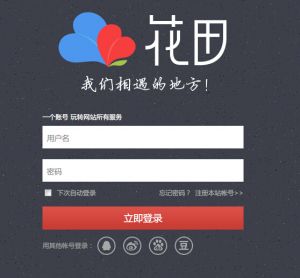 花田
我们相遇的地方！
一个账号 玩转网站所有服务
用户名
密码
下次自动登录 忘记密码？ 注册本站帐号>>
立即登录
用其他帐号登录：豆